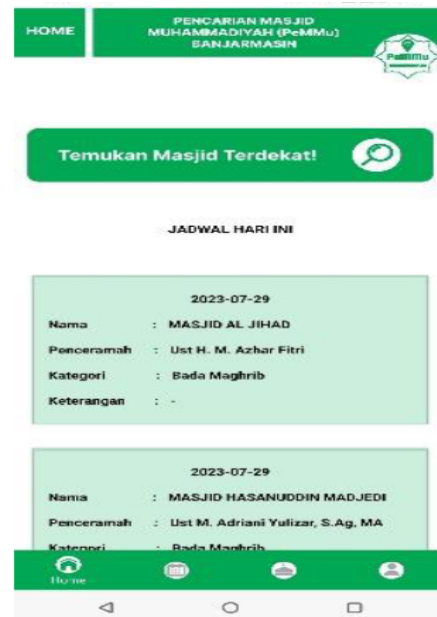 HOME
PENCARIAN MASJID
MUHAMMADIYAH (PeMMu)
BANJARMASIN
PeMMu
Temukan Masjid Terdekat!
JADWAL HARI INI
2023-07-29
Nama : MASJID AL JIHAD
Penceramah : Ust H. M. Azhar Fitri
Kategori : Bada Maghrib
Keterangan : -
2023-07-29
Nama : MASJID HASANUDDIN MADJEDI
Penceramah : Ust M. Adriani Yulizar, S.Ag, MA
Kategori : Bada Maghrib
Home